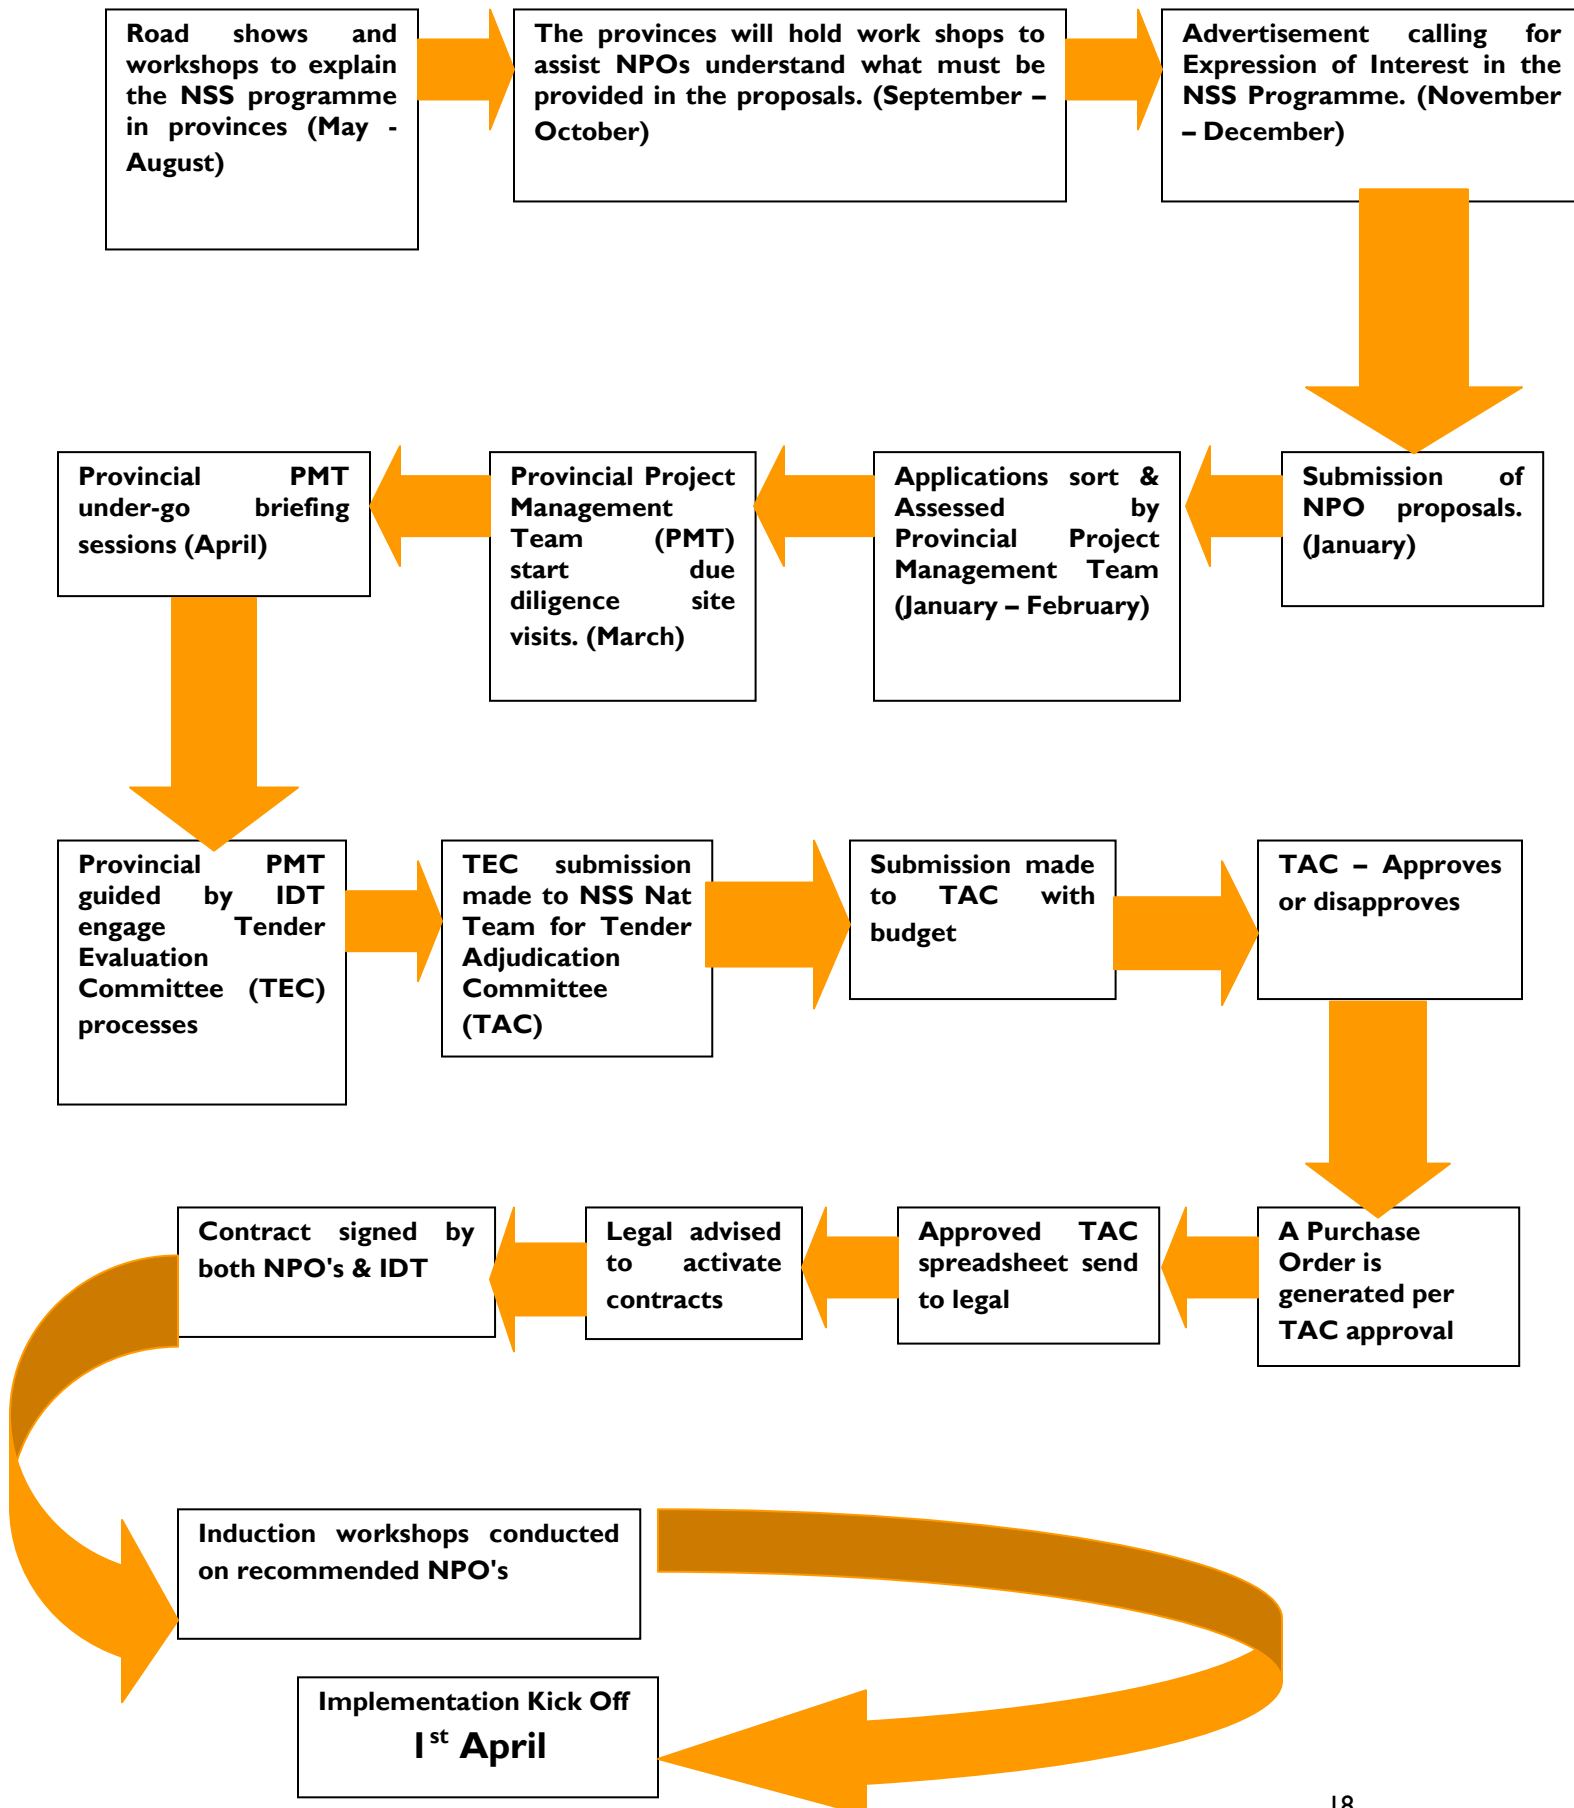 Road shows and
workshops to explain
the NSS programme
in provinces (May -
August)
The provinces will hold work shops to
assist NPOs understand what must be
provided in the proposals. (September –
October)
Advertisement calling for
Expression of Interest in the
NSS Programme. (November
– December)
Provincial PMT
under-go briefing
sessions (April)
Provincial Project
Management
Team (PMT)
start due
diligence site
visits. (March)
Applications sort &
Assessed by
Provincial Project
Management Team
(January – February)
Submission of
NPO proposals.
(January)
Provincial PMT
guided by IDT
engage Tender
Evaluation
Committee (TEC)
processes
TEC submission
made to NSS Nat
Team for Tender
Adjudication
Committee
(TAC)
Submission made
to TAC with
budget
TAC – Approves
or disapproves
Contract signed by
both NPO's & IDT
Legal advised
to activate
contracts
Approved TAC
spreadsheet send
to legal
A Purchase
Order is
generated per
TAC approval
Induction workshops conducted
on recommended NPO's
Implementation Kick Off
1st April
18